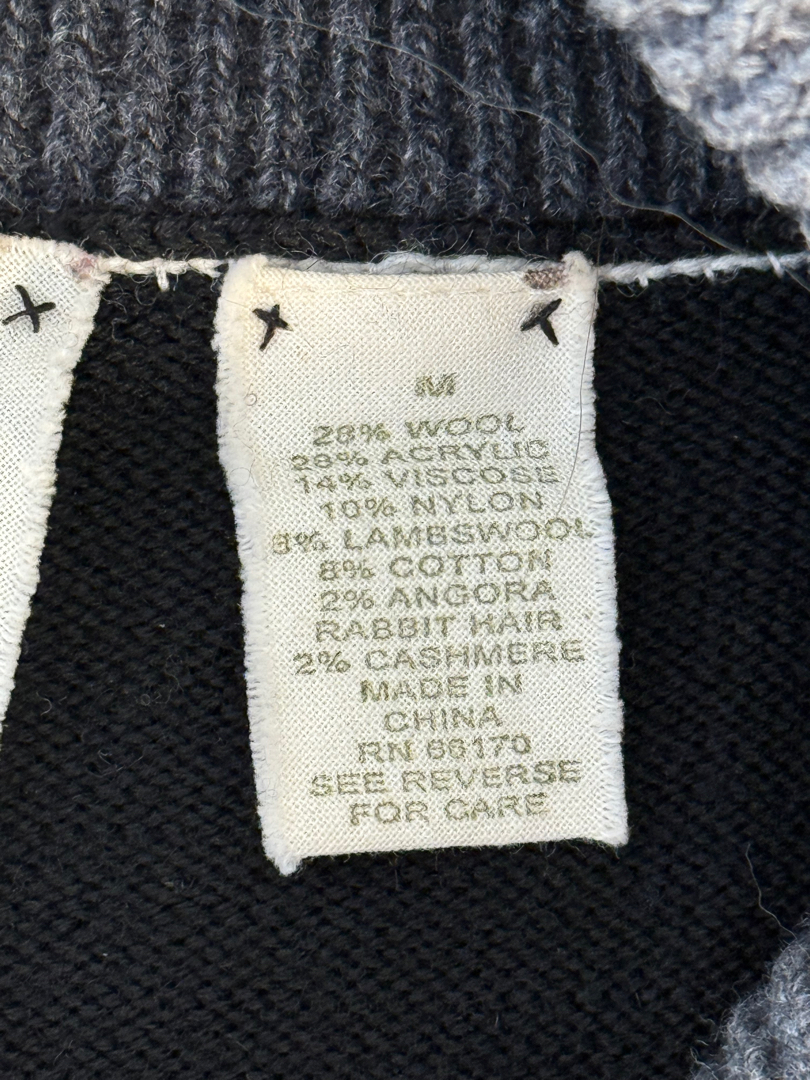 M
28% WOOL
28% ACRYLIC
14% VISCOSE
10% NYLON
8% LAMBSWOOL
8% COTTON
2% ANGORA
RABBIT HAIR
2% CASHMERE
MADE IN
CHINA
RN 66170
SEE REVERSE
FOR CARE